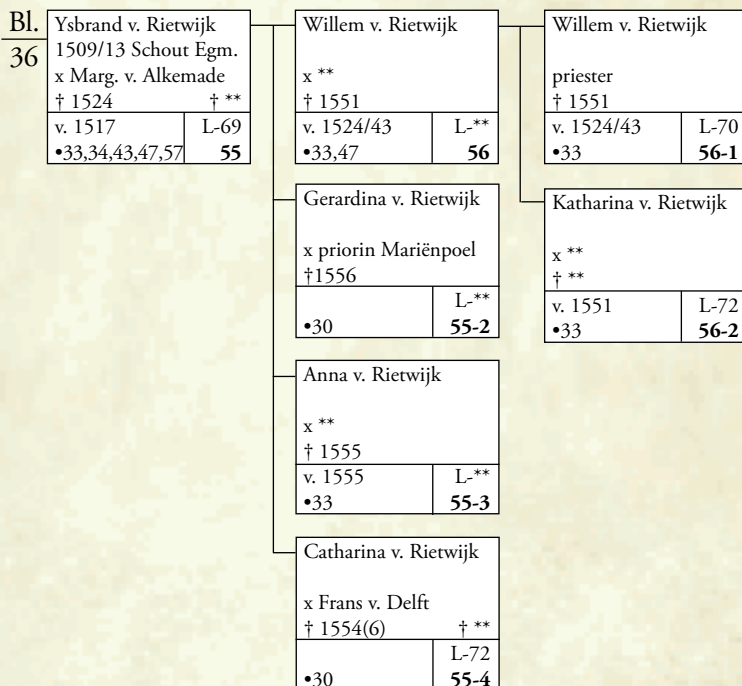 Bl.
36
Ysbrand v. Rietwijk
1509/13 Schout Egm.
x Marg. v. Alkemade
† 1524 † **
v. 1517 L-69
•33,34,43,47,57 55
Willem v. Rietwijk
x **
† 1551
v. 1524/43 L-**
•33,47 56
Willem v. Rietwijk
priester
† 1551
v. 1524/43 L-70
•33 56-1
Gerardina v. Rietwijk
x priorin Mariënpoel
†1556
L-**
•30 55-2
Katharina v. Rietwijk
x **
† **
v. 1551 L-72
•33 56-2
Anna v. Rietwijk
x **
† 1555
v. 1555 L-**
•33 55-3
Catharina v. Rietwijk
x Frans v. Delft
† 1554(6) † **
L-72
•30 55-4